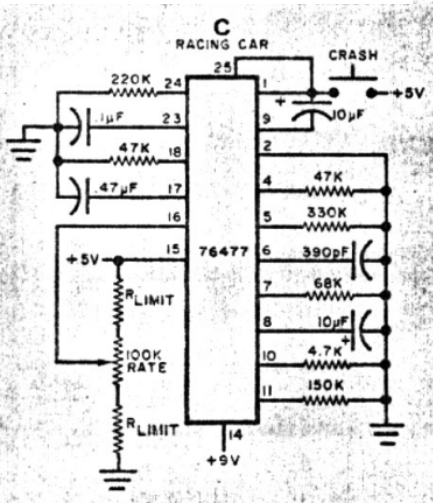 C
RACING CAR
25
CRASH
220K
24
1
+
+5V
.1µF
23
9
10µF
47K
18
2
.47µF
17
4
47K
16
5
330K
+5V
15
76477
6
390pF
RLIMIT
7
68K
8
10µF
+
100K
RATE
10
4.7K
11
150K
RLIMIT
14
+9V